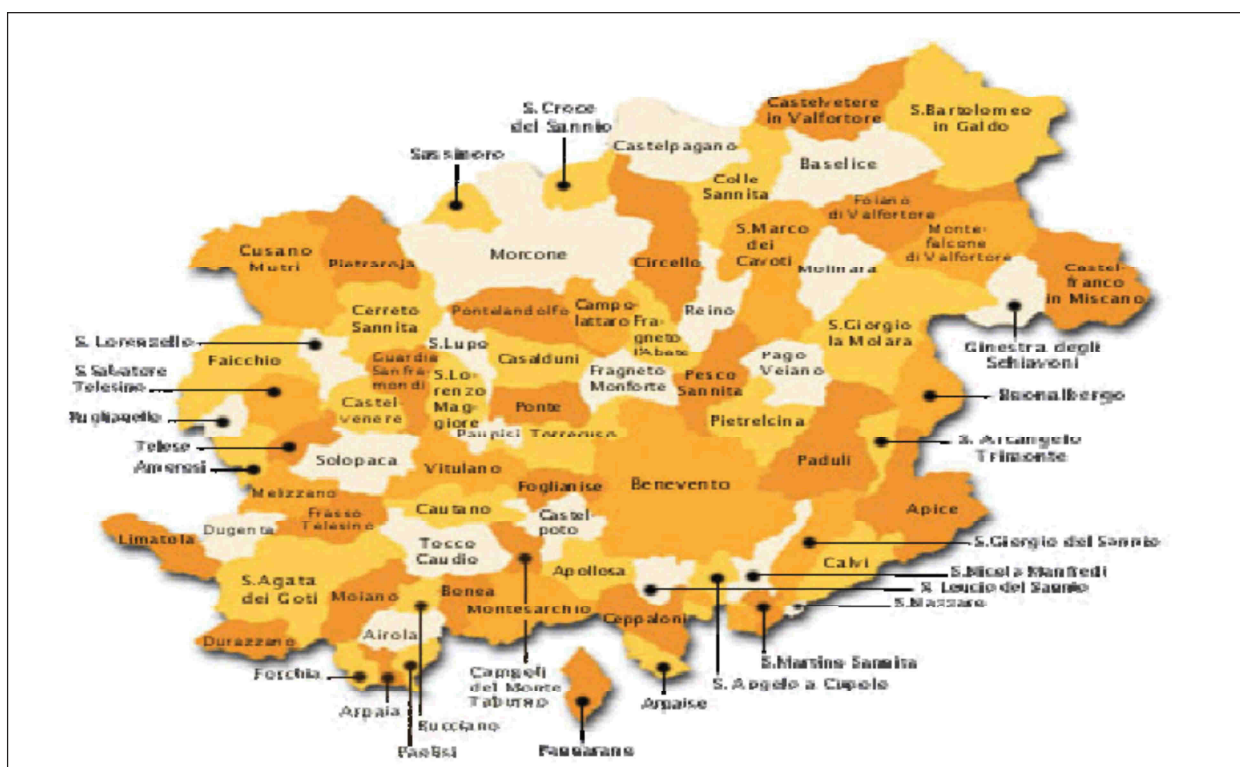 S. Croce
del Sannio
Castelvetere
in Valfortore
S.Bartolomeo
in Galdo
Castelpagano
Baselice
Sassinoro
Colle
Sannita
Foiano
di Valfortore
Cusano
Mutri
Pietraroja
Morcone
Circello
S.Marco
dei
Cavoti
Molinara
Monte-
falcone
di Valfortore
Castel-
franco
in Miscano
Cerreto
Sannita
Pontelandolfo
Campo-
lattaro
Reino
Fra-
gneto
l'Abate
S.Giorgio
la Molara
Ginestra degli
Schiavoni
S. Lorenzello
Faicchio
S.Lupo
Casalduni
Guardia
Sanfra-
mondi
S.Lo-
renzo
Mag-
giore
Fragneto
Monforte
Pesco
Sannita
Pago
Veiano
S. Salvatore
Telesino
Buonalbergo
Castel-
venere
Ponte
Pietrelcina
Puglianello
Paupisi
Torrecuso
S. Arcangelo
Trimonte
Telese
Solopaca
Vitulano
Paduli
Amorosi
Benevento
Melizzano
Foglianise
Frasso
Telesino
Cautano
Castel-
poto
Apice
Limatola
Dugenta
Tocco
Caudio
S.Giorgio del Sannio
Apollosa
Calvi
S.Nicola Manfredi
S. Leucio del Sannio
S.Nazzaro
S.Agata
dei Goti
Moiano
Bonea
Montesarchio
Ceppaloni
Airola
Durazzano
S.Martino Sannita
Forchia
Campoli
del Monte
Taburno
S. Angelo a Cupolo
Arpaise
Arpaia
Bucciano
Paolisi
Pannarano